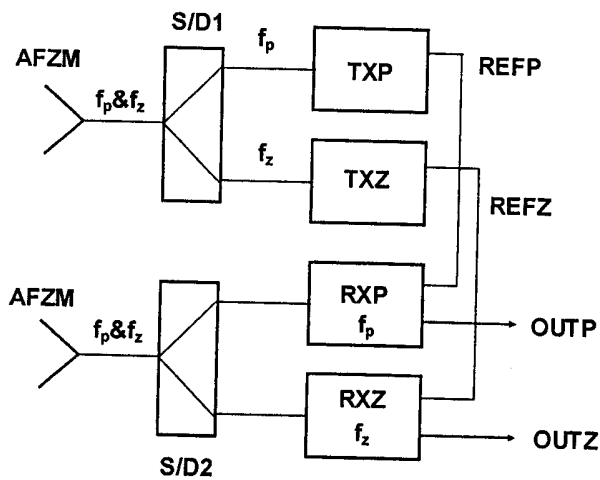 S/D1
AFZM
fp&fz
fp
TXP
REFP
fz
TXZ
REFZ
AFZM
fp&fz
RXP
fp
OUTP
RXZ
fz
OUTZ
S/D2